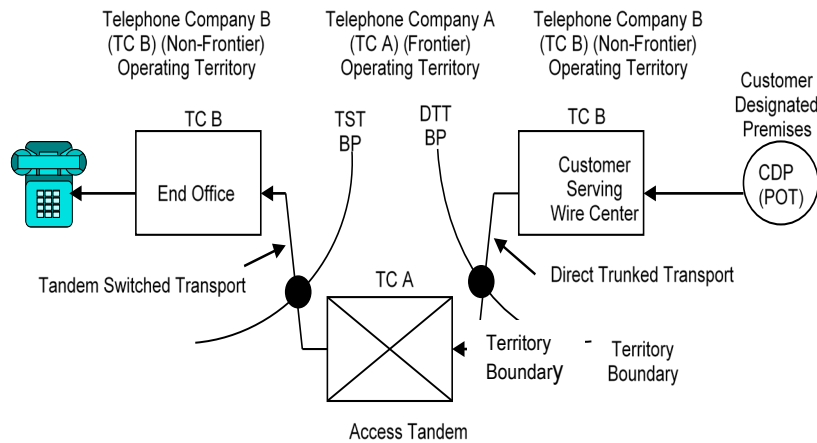 Telephone Company B
(TC B) (Non-Frontier)
Operating Territory
Telephone Company A
(TC A) (Frontier)
Operating Territory
Telephone Company B
(TC B) (Non-Frontier)
Operating Territory
Customer
Designated
Premises
TC B
TST
BP
DTT
BP
TC B
End Office
Customer
Serving
Wire Center
CDP
(POT)
Tandem Switched Transport
TC A
Direct Trunked Transport
Territory
Boundary
Territory
Boundary
Access Tandem